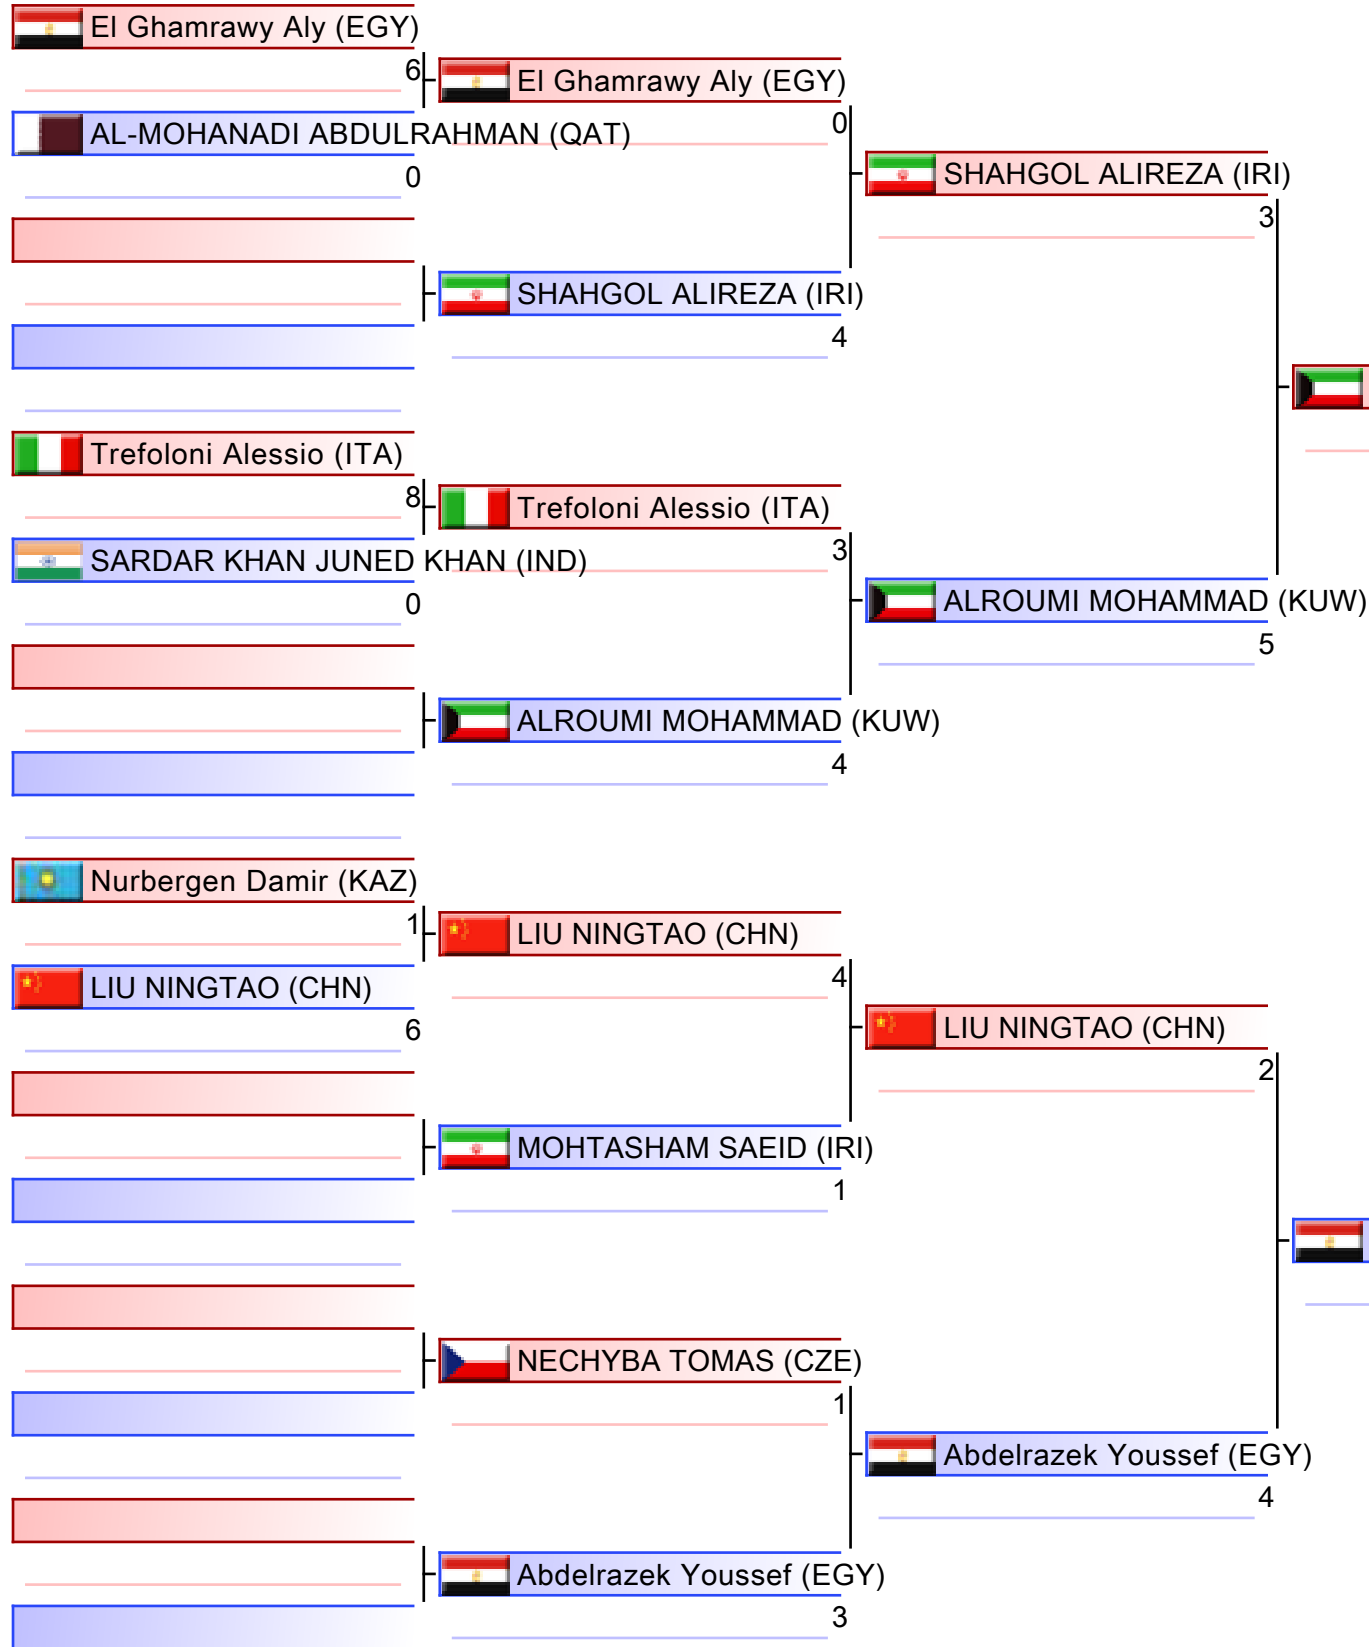 El Ghamrawy Aly (EGY)
6
El Ghamrawy Aly (EGY)
0
AL-MOHANADI ABDULRAHMAN (QAT)
0
SHAHGOL ALIREZA (IRI)
3
SHAHGOL ALIREZA (IRI)
4
Trefoloni Alessio (ITA)
8
Trefoloni Alessio (ITA)
3
SARDAR KHAN JUNED KHAN (IND)
0
ALROUMI MOHAMMAD (KUW)
5
ALROUMI MOHAMMAD (KUW)
4
Nurbergen Damir (KAZ)
1
LIU NINGTAO (CHN)
4
LIU NINGTAO (CHN)
6
LIU NINGTAO (CHN)
2
MOHTASHAM SAEID (IRI)
1
NECHYBA TOMAS (CZE)
1
Abdelrazek Youssef (EGY)
4
Abdelrazek Youssef (EGY)
3